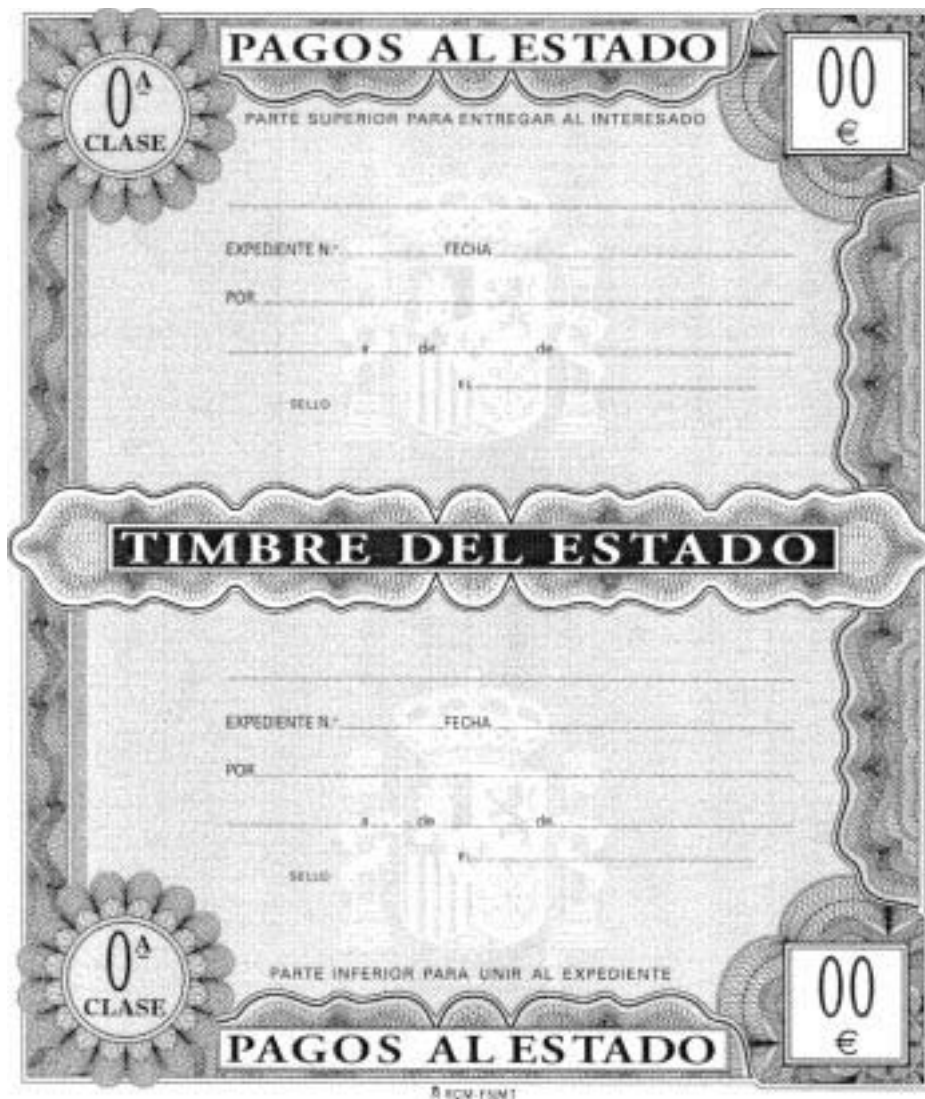 PAGOS AL ESTADO
0ª CLASE
00 €
PARTE SUPERIOR PARA ENTREGAR AL INTERESADO
EXPEDIENTE N.º FECHA
POR
a de de
EL
SELLO
TIMBRE DEL ESTADO
EXPEDIENTE N.º FECHA
POR
a de de
EL
SELLO
PARTE INFERIOR PARA UNIR AL EXPEDIENTE
0ª CLASE
00 €
PAGOS AL ESTADO
RCM-FNMT